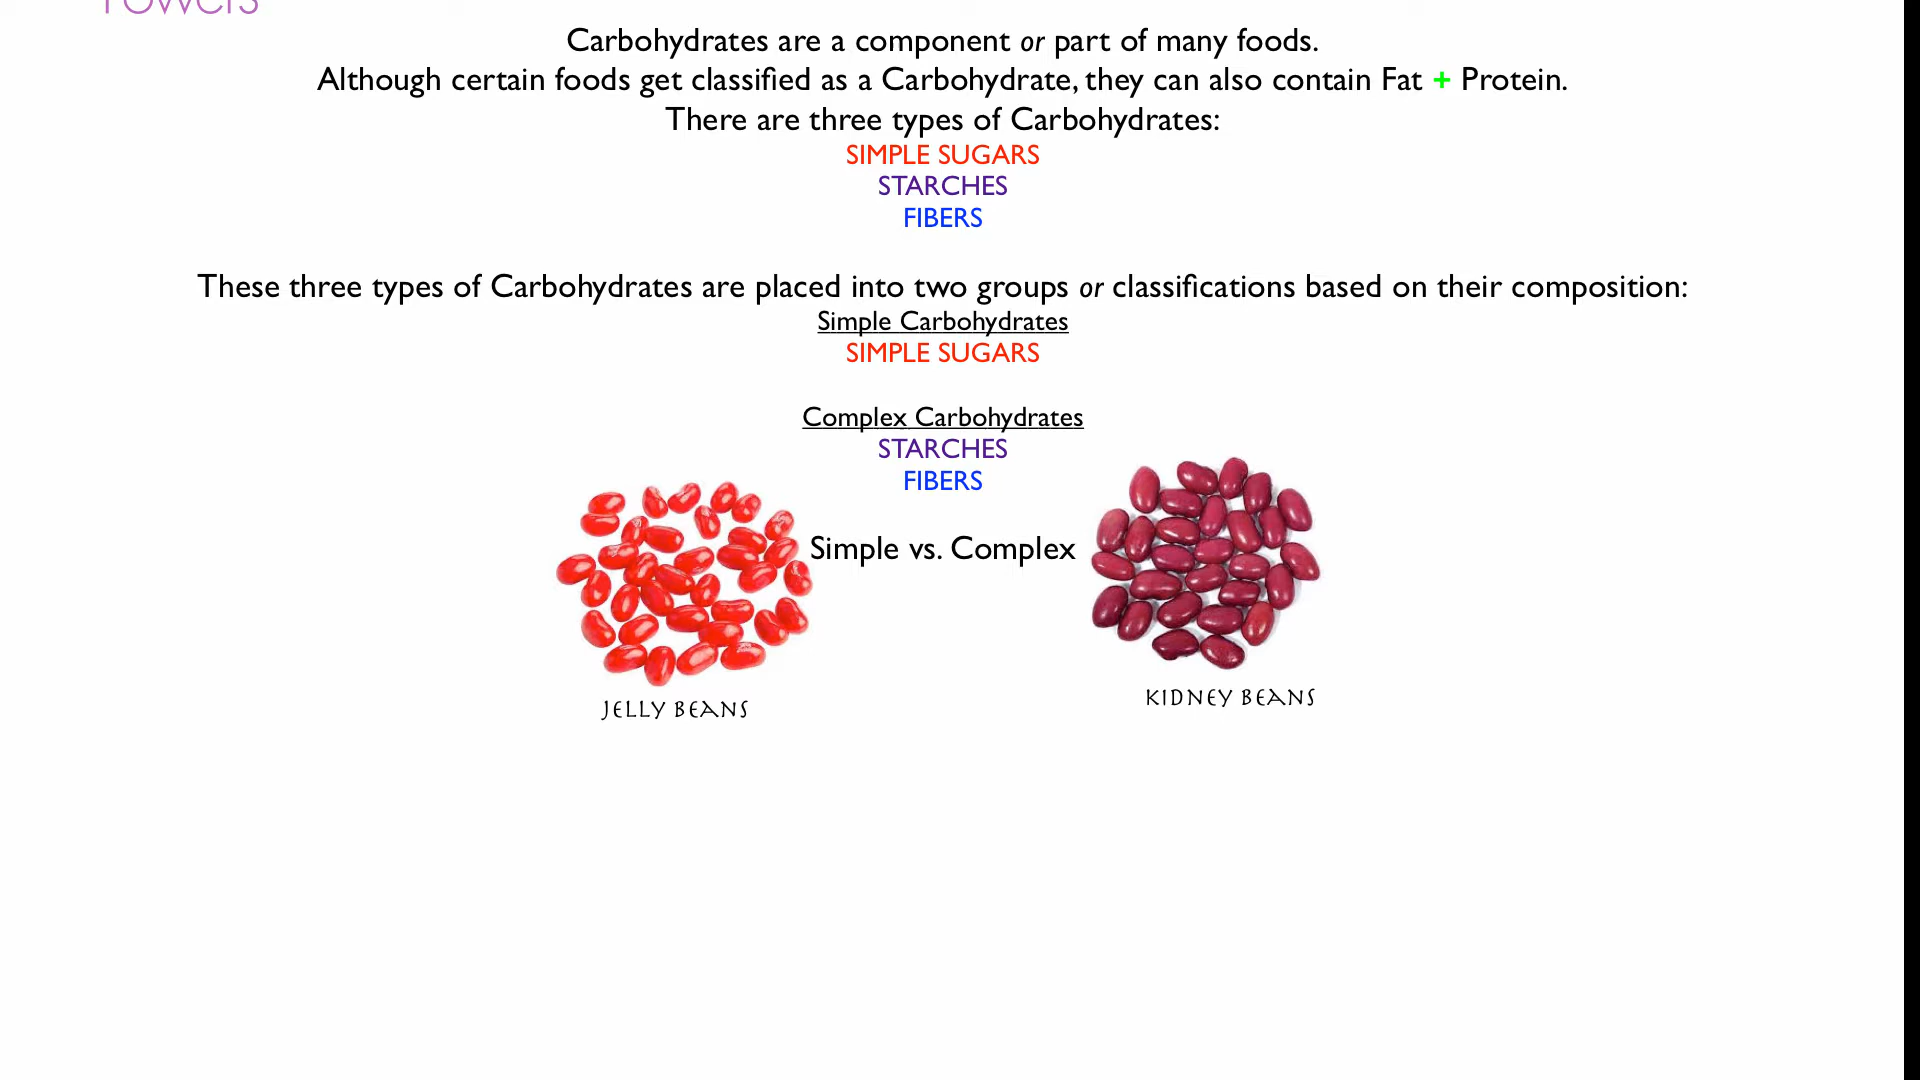 Powers
Carbohydrates are a component or part of many foods.
Although certain foods get classified as a Carbohydrate, they can also contain Fat + Protein.
There are three types of Carbohydrates:
SIMPLE SUGARS
STARCHES
FIBERS
These three types of Carbohydrates are placed into two groups or classifications based on their composition:
Simple Carbohydrates
SIMPLE SUGARS
Complex Carbohydrates
STARCHES
FIBERS
Simple vs. Complex
JELLY BEANS
KIDNEY BEANS